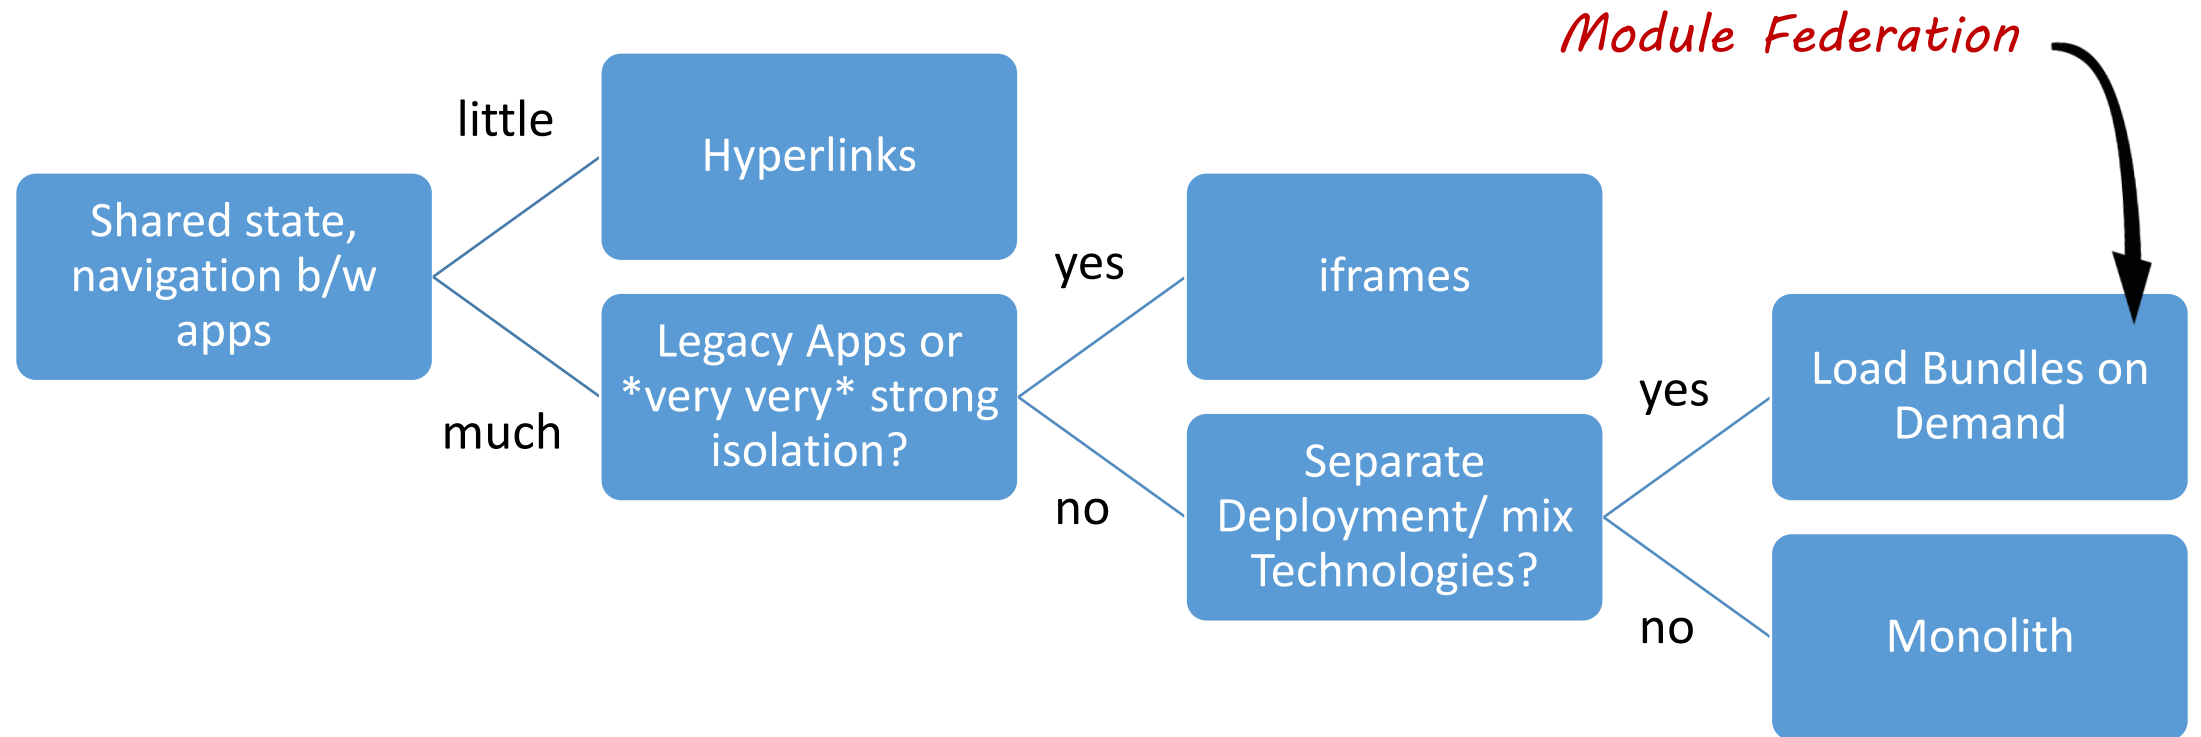 Module Federation
little
Hyperlinks
Shared state,
navigation b/w
apps
much
Legacy Apps or
*very very* strong
isolation?
yes
iframes
no
Separate
Deployment/ mix
Technologies?
yes
Load Bundles on
Demand
no
Monolith